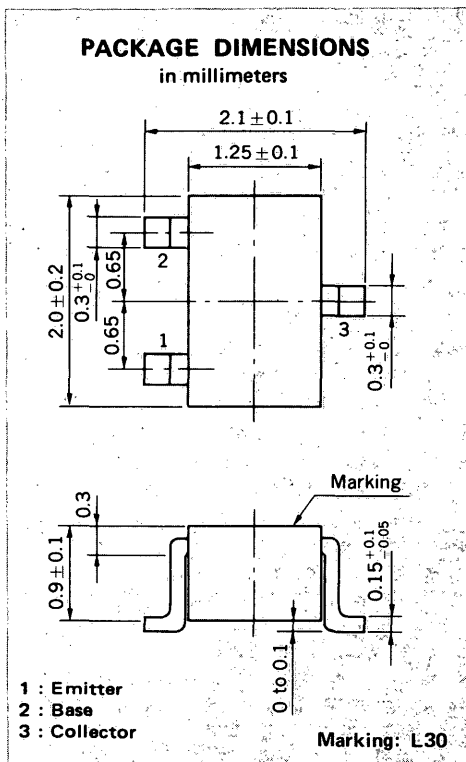 PACKAGE DIMENSIONS
in millimeters
2.1±0.1
1.25±0.1
2.0±0.2
0.3 +0.1 -0
0.65
0.65
2
1
3
0.3 +0.1 -0
Marking
0.3
0.9±0.1
0.15 +0.1 -0.05
0 to 0.1
1 : Emitter
2 : Base
3 : Collector
Marking: L30